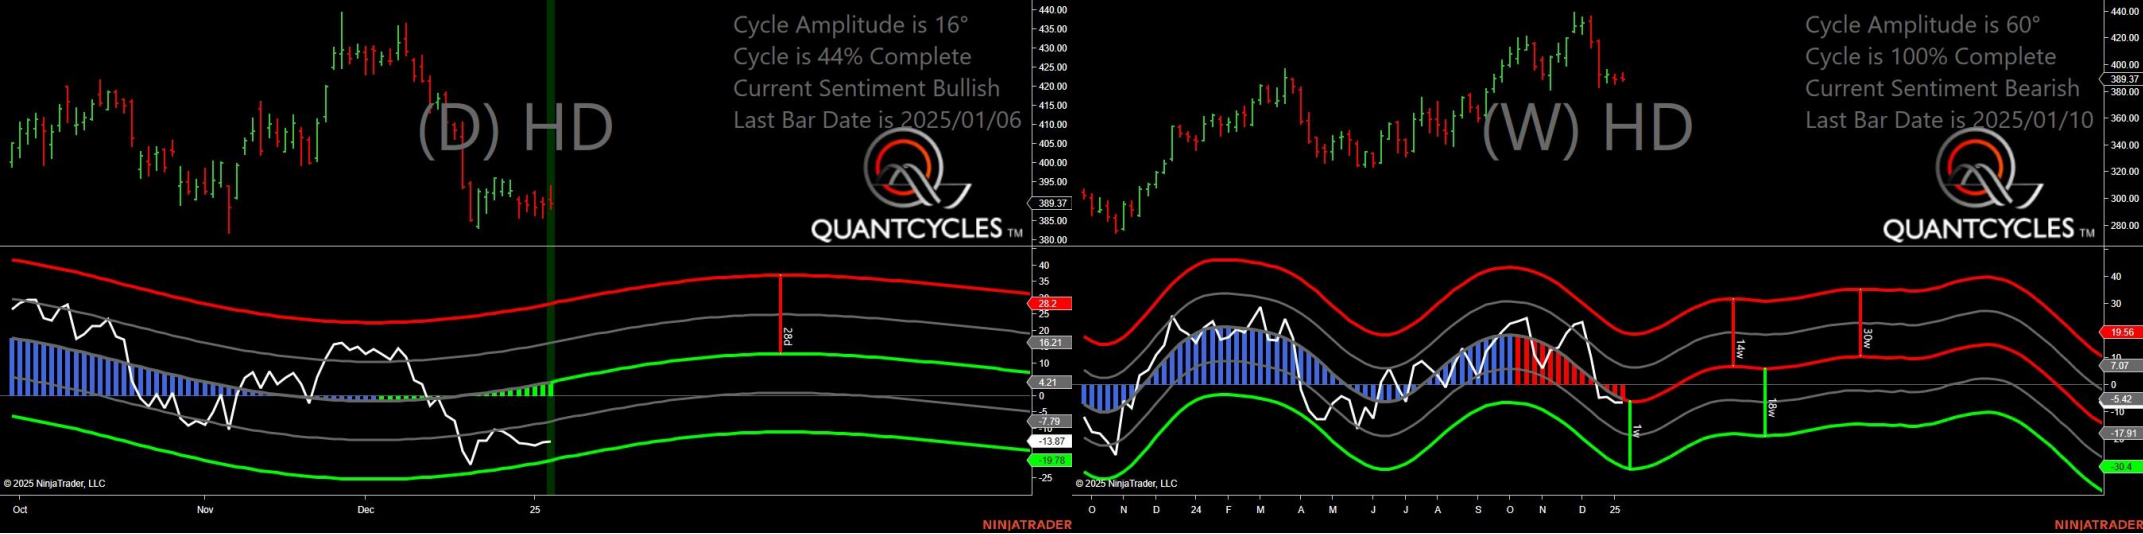 Cycle Amplitude is 16°
Cycle is 44% Complete
Current Sentiment Bullish
Last Bar Date is 2025/01/06
(D) HD
QUANTCYCLES TM
440.00
435.00
430.00
425.00
420.00
415.00
410.00
405.00
400.00
395.00
389.37
385.00
380.00
40
35
28.2
25
20
16.21
10
4.21
0
-5
-7.79
-13.87
-19.78
-25
28d
© 2025 NinjaTrader, LLC
Oct
Nov
Dec
25
NINJATRADER
Cycle Amplitude is 60°
Cycle is 100% Complete
Current Sentiment Bearish
Last Bar Date is 2025/01/10
(W) HD
QUANTCYCLES TM
440.00
420.00
400.00
389.37
380.00
360.00
340.00
320.00
300.00
280.00
40
30
19.56
10
7.07
0
-5.42
-10
-17.91
-30.4
14w
30w
18w
1w
© 2025 NinjaTrader, LLC
O N D 24 F M A M J J A S O N D 25
NINJATRADER